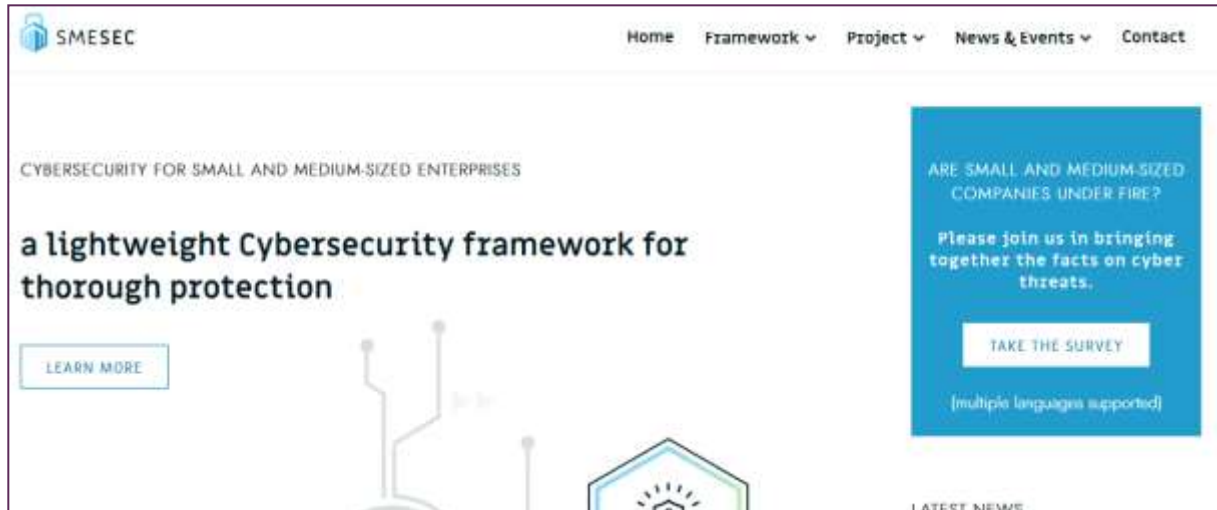 SMESEC
Home Framework Project News & Events Contact
CYBERSECURITY FOR SMALL AND MEDIUM-SIZED ENTERPRISES
a lightweight Cybersecurity framework for
thorough protection
LEARN MORE
ARE SMALL AND MEDIUM-SIZED
COMPANIES UNDER FIRE?
Please join us in bringing
together the facts on cyber
threats.
TAKE THE SURVEY
(multiple languages supported)
LATEST NEWS